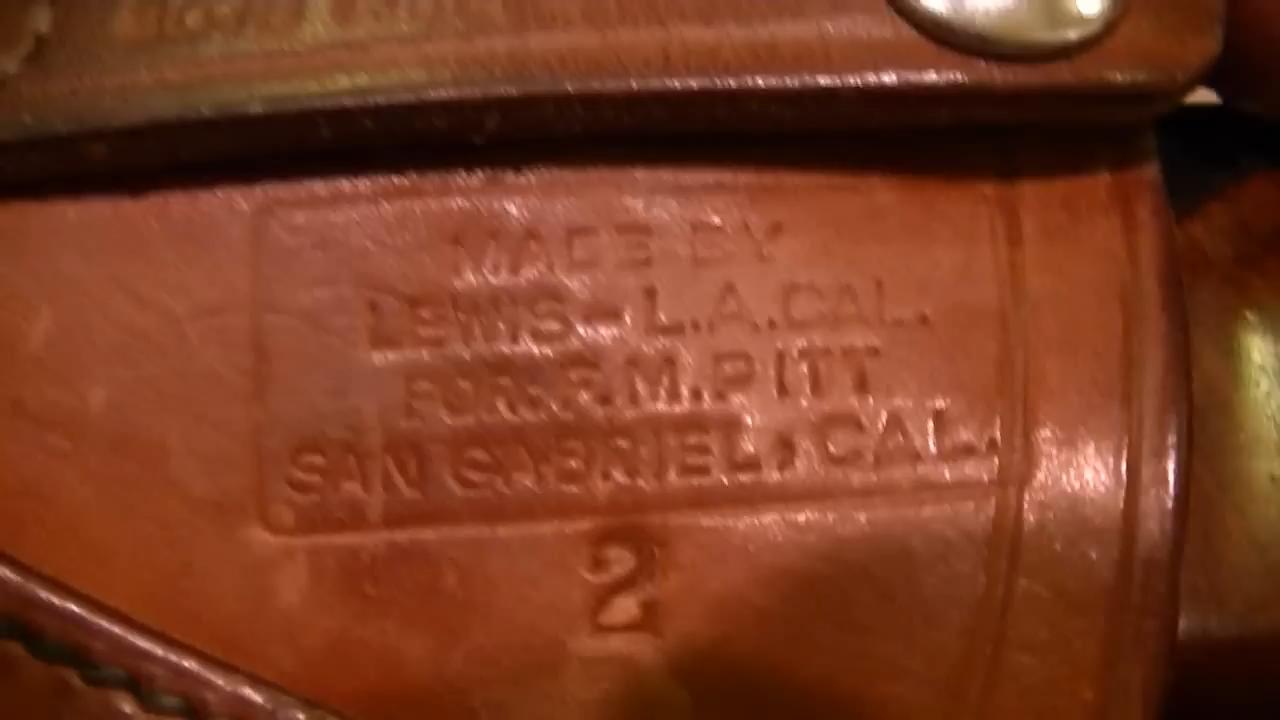 MADE BY
LEWIS-L.A.CAL.
FOR:F.M.PITT
SAN GABRIEL, CAL.
2